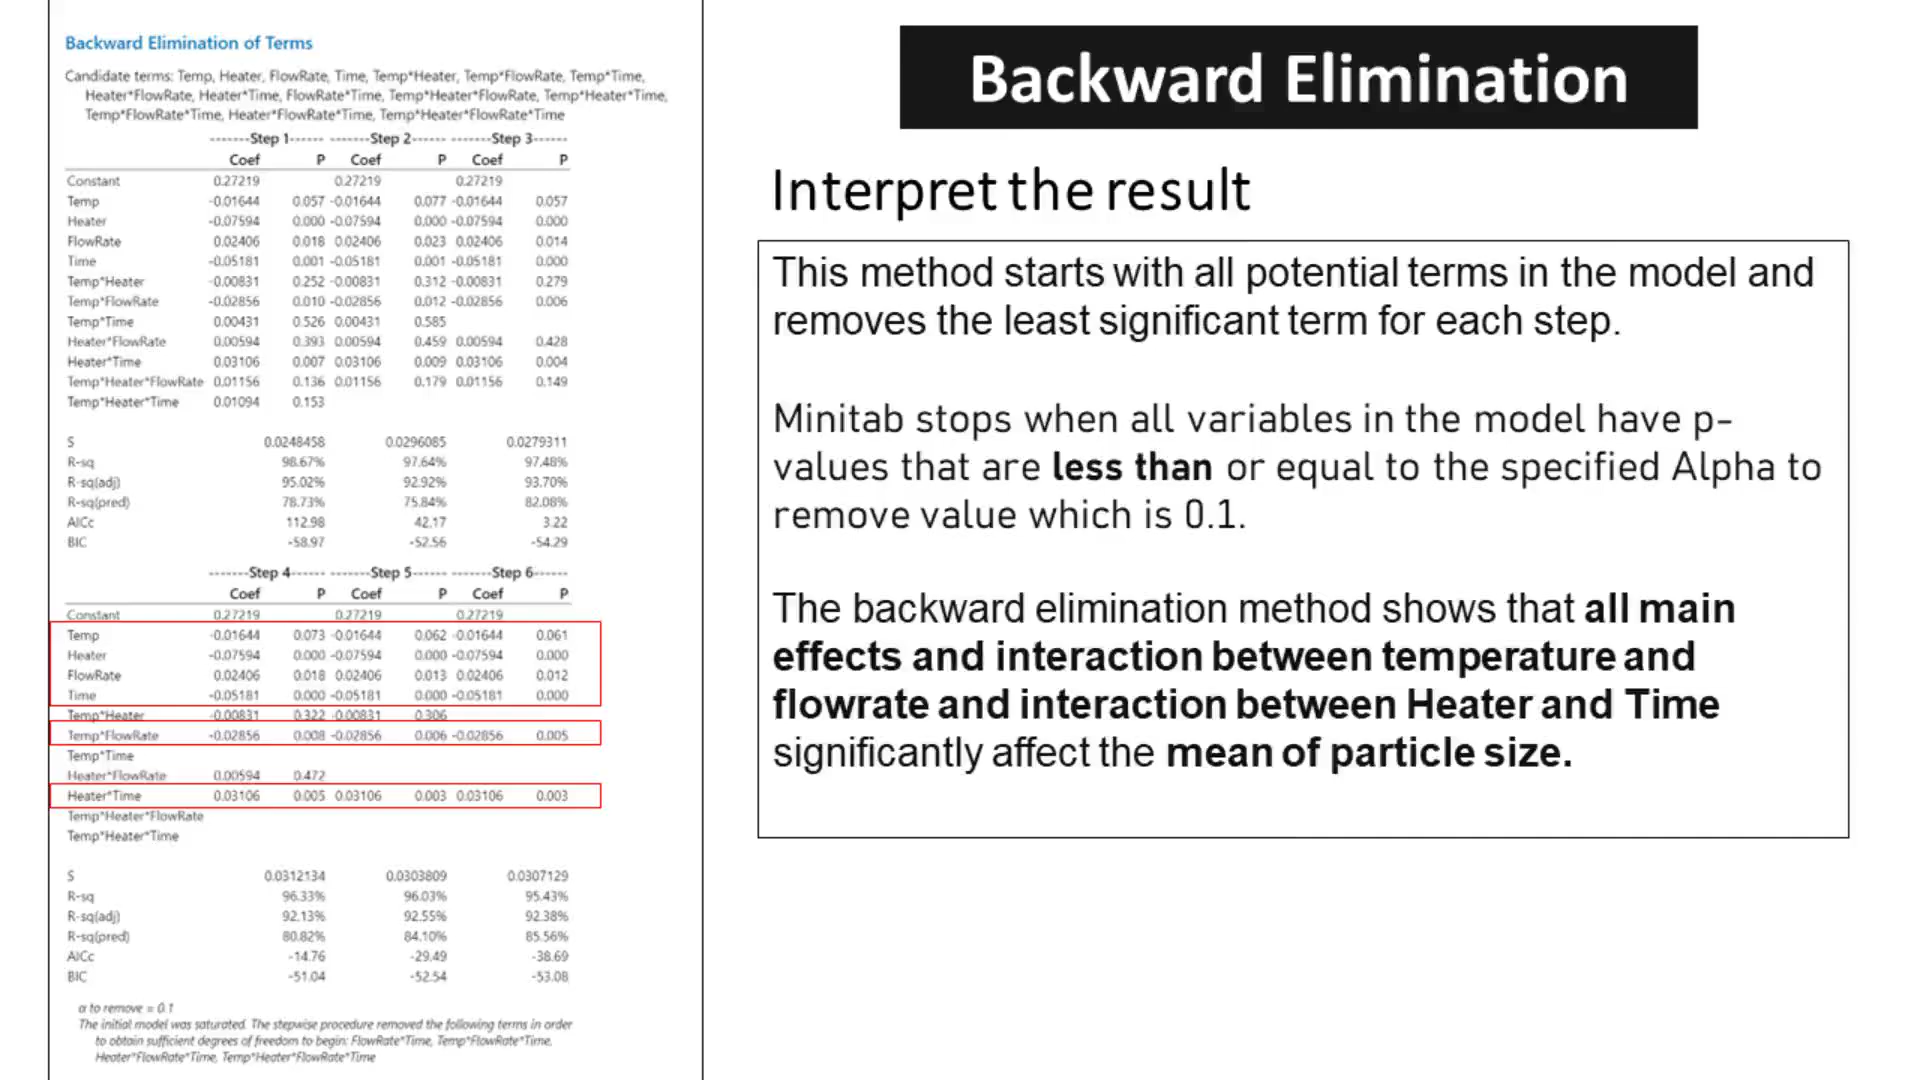 Backward Elimination of Terms
Candidate terms: Temp, Heater, FlowRate, Time, Temp*Heater, Temp*FlowRate, Temp*Time,
Heater*FlowRate, Heater*Time, FlowRate*Time, Temp*Heater*FlowRate, Temp*Heater*Time,
Temp*FlowRate*Time, Heater*FlowRate*Time, Temp*Heater*FlowRate*Time
-------Step 1------ -------Step 2------ -------Step 3------
Coef P Coef P Coef P
Constant 0.27219 0.27219 0.27219
Temp -0.01644 0.057 -0.01644 0.077 -0.01644 0.057
Heater -0.07594 0.000 -0.07594 0.000 -0.07594 0.000
FlowRate 0.02406 0.018 0.02406 0.023 0.02406 0.014
Time -0.05181 0.001 -0.05181 0.001 -0.05181 0.000
Temp*Heater -0.00831 0.252 -0.00831 0.312 -0.00831 0.279
Temp*FlowRate -0.02856 0.010 -0.02856 0.012 -0.02856 0.006
Temp*Time 0.00431 0.526 0.00431 0.585
Heater*FlowRate 0.00594 0.393 0.00594 0.459 0.00594 0.428
Heater*Time 0.03106 0.007 0.03106 0.009 0.03106 0.004
Temp*Heater*FlowRate 0.01156 0.136 0.01156 0.179 0.01156 0.149
Temp*Heater*Time 0.01094 0.153
S 0.0248458 0.0296085 0.0279311
R-sq 98.67% 97.64% 97.48%
R-sq(adj) 95.02% 92.92% 93.70%
R-sq(pred) 78.73% 75.84% 82.08%
AICc 112.98 42.17 3.22
BIC -58.97 -52.56 -54.29
-------Step 4------ -------Step 5------ -------Step 6------
Coef P Coef P Coef P
Constant 0.27219 0.27219 0.27219
Temp -0.01644 0.073 -0.01644 0.062 -0.01644 0.061
Heater -0.07594 0.000 -0.07594 0.000 -0.07594 0.000
FlowRate 0.02406 0.018 0.02406 0.013 0.02406 0.012
Time -0.05181 0.000 -0.05181 0.000 -0.05181 0.000
Temp*Heater -0.00831 0.322 -0.00831 0.306
Temp*FlowRate -0.02856 0.008 -0.02856 0.006 -0.02856 0.005
Temp*Time
Heater*FlowRate 0.00594 0.472
Heater*Time 0.03106 0.005 0.03106 0.003 0.03106 0.003
Temp*Heater*FlowRate
Temp*Heater*Time
S 0.0312134 0.0303809 0.0307129
R-sq 96.33% 96.03% 95.43%
R-sq(adj) 92.13% 92.55% 92.38%
R-sq(pred) 80.82% 84.10% 85.56%
AICc -14.76 -29.49 -38.69
BIC -51.04 -52.54 -53.08
α to remove = 0.1
The initial model was saturated. The stepwise procedure removed the following terms in order
to obtain sufficient degrees of freedom to begin: FlowRate*Time, Temp*FlowRate*Time,
Heater*FlowRate*Time, Temp*Heater*FlowRate*Time
Backward Elimination
Interpret the result
This method starts with all potential terms in the model and
removes the least significant term for each step.
Minitab stops when all variables in the model have p-
values that are less than or equal to the specified Alpha to
remove value which is 0.1.
The backward elimination method shows that all main
effects and interaction between temperature and
flowrate and interaction between Heater and Time
significantly affect the mean of particle size.